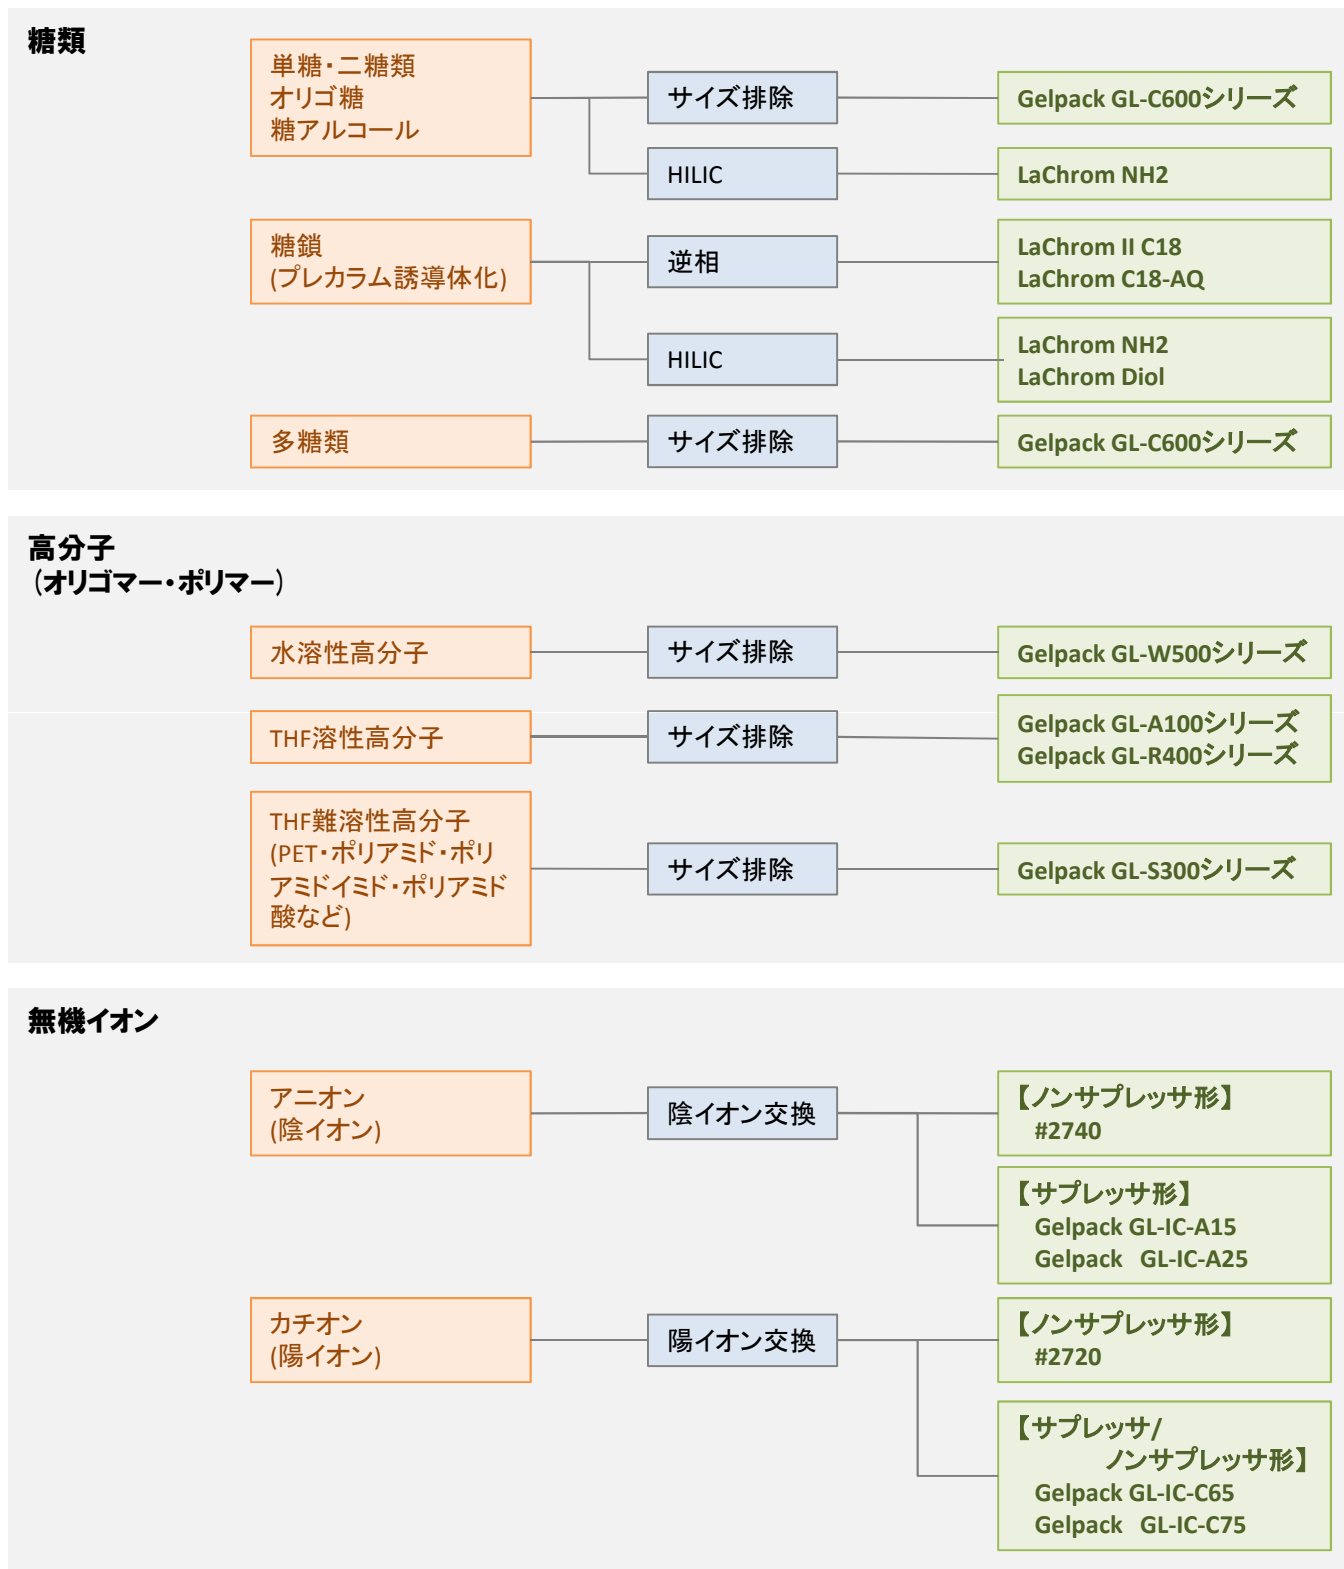 糖類
単糖・二糖類
オリゴ糖
糖アルコール
サイズ排除
Gelpack GL-C600シリーズ
HILIC
LaChrom NH2
糖鎖
(プレカラム誘導体化)
逆相
LaChrom II C18
LaChrom C18-AQ
HILIC
LaChrom NH2
LaChrom Diol
多糖類
サイズ排除
Gelpack GL-C600シリーズ
高分子
(オリゴマー・ポリマー)
水溶性高分子
サイズ排除
Gelpack GL-W500シリーズ
THF溶性高分子
サイズ排除
Gelpack GL-A100シリーズ
Gelpack GL-R400シリーズ
THF難溶性高分子
(PET・ポリアミド・ポリ
アミドイミド・ポリアミド
酸など)
サイズ排除
Gelpack GL-S300シリーズ
無機イオン
アニオン
(陰イオン)
陰イオン交換
【ノンサプレッサ形】
#2740
【サプレッサ形】
Gelpack GL-IC-A15
Gelpack GL-IC-A25
カチオン
(陽イオン)
陽イオン交換
【ノンサプレッサ形】
#2720
【サプレッサ/
ノンサプレッサ形】
Gelpack GL-IC-C65
Gelpack GL-IC-C75